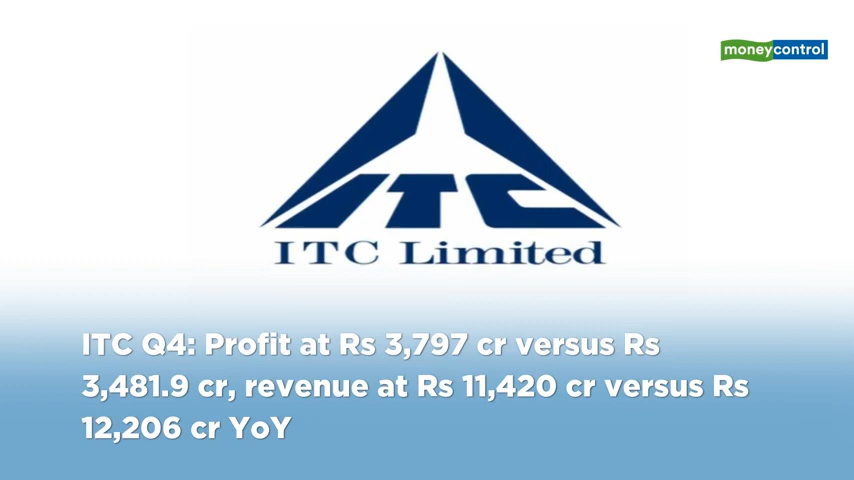 moneycontrol
ITC
ITC Limited
ITC Q4: Profit at Rs 3,797 cr versus Rs
3,481.9 cr, revenue at Rs 11,420 cr versus Rs
12,206 cr YoY